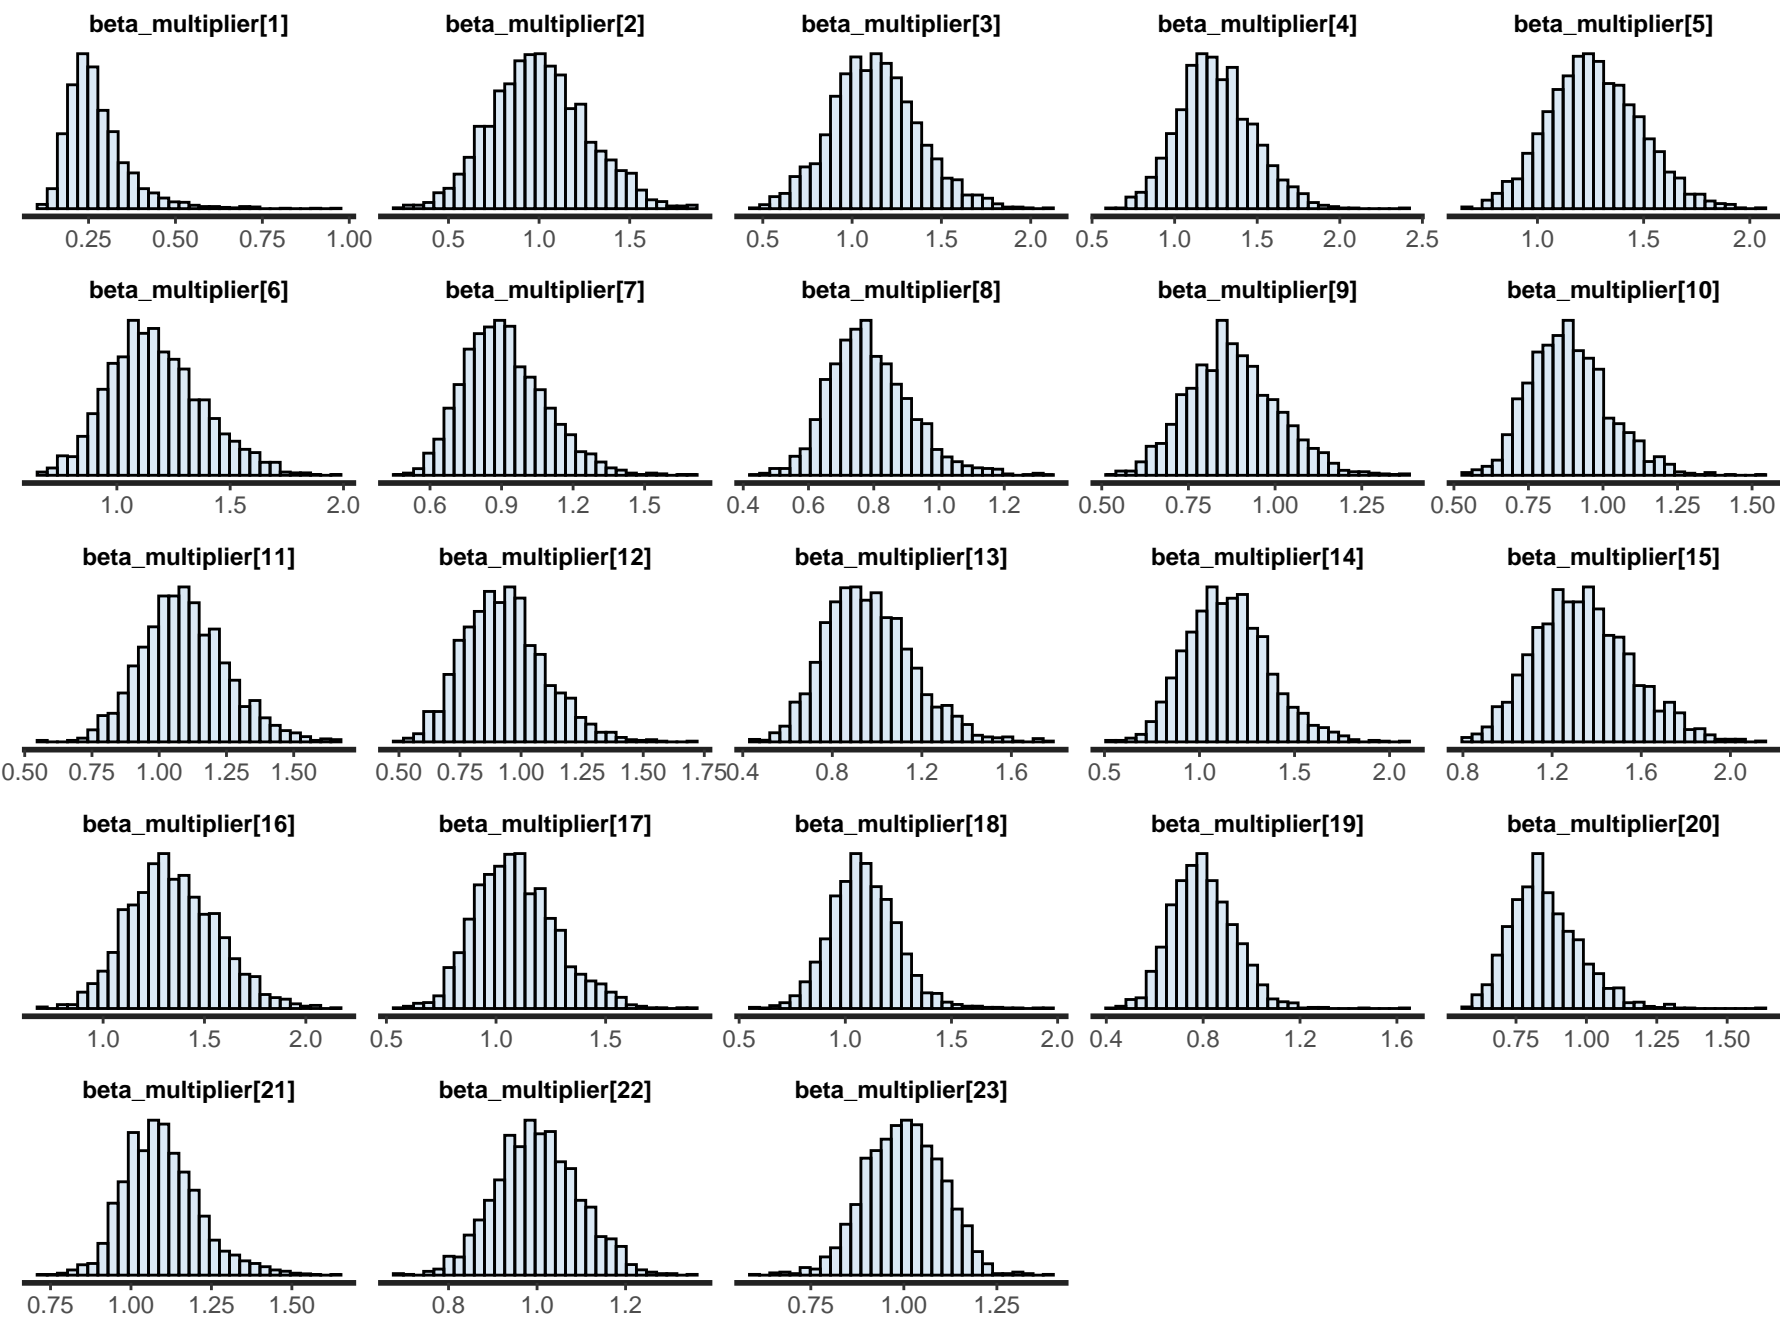 beta_multiplier[1] beta_multiplier[2] beta_multiplier[3] beta_multiplier[4] beta_multiplier[5]
0.25 0.50 0.75 1.00 0.5 1.0 1.5 0.5 1.0 1.5 2.0 0.5 1.0 1.5 2.0 2.5 1.0 1.5 2.0
beta_multiplier[6] beta_multiplier[7] beta_multiplier[8] beta_multiplier[9] beta_multiplier[10]
1.0 1.5 2.0 0.6 0.9 1.2 1.5 0.4 0.6 0.8 1.0 1.2 0.50 0.75 1.00 1.25 0.50 0.75 1.00 1.25 1.50
beta_multiplier[11] beta_multiplier[12] beta_multiplier[13] beta_multiplier[14] beta_multiplier[15]
0.50 0.75 1.00 1.25 1.50 0.50 0.75 1.00 1.25 1.50 1.75 0.4 0.8 1.2 1.6 0.5 1.0 1.5 2.0 0.8 1.2 1.6 2.0
beta_multiplier[16] beta_multiplier[17] beta_multiplier[18] beta_multiplier[19] beta_multiplier[20]
1.0 1.5 2.0 0.5 1.0 1.5 0.5 1.0 1.5 2.0 0.4 0.8 1.2 1.6 0.75 1.00 1.25 1.50
beta_multiplier[21] beta_multiplier[22] beta_multiplier[23]
0.75 1.00 1.25 1.50 0.8 1.0 1.2 0.75 1.00 1.25